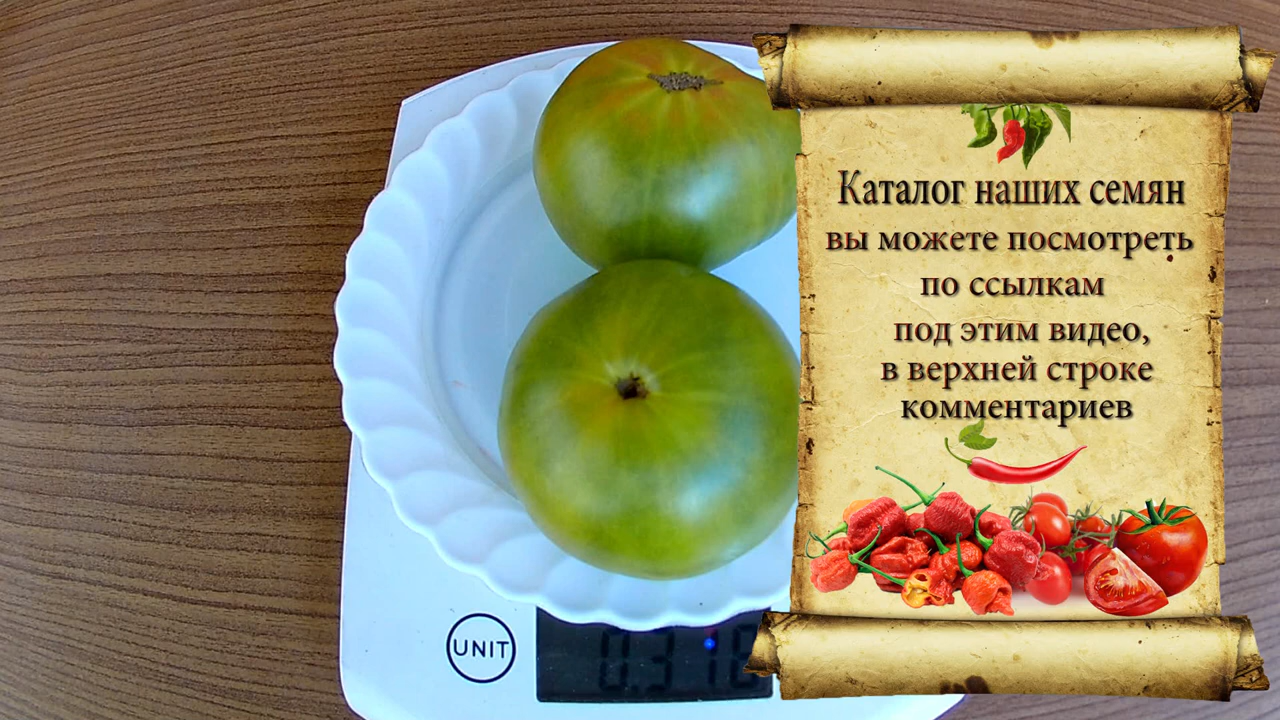 Каталог наших семян
вы можете посмотреть
по ссылкам
под этим видео,
в верхней строке
комментариев
UNIT
0.318